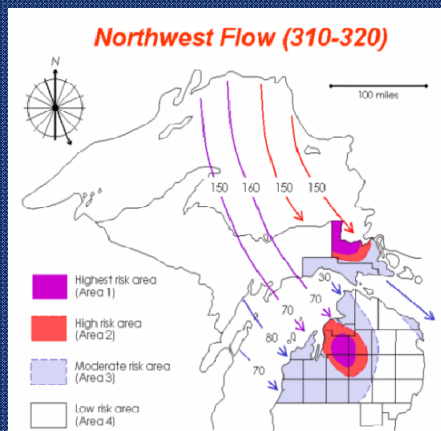 Northwest Flow (310-320)
N
100 miles
150
160
150
150
30
70
70
80
70
Highest risk area
(Area 1)
High risk area
(Area 2)
Moderate risk area
(Area 3)
Low risk area
(Area 4)